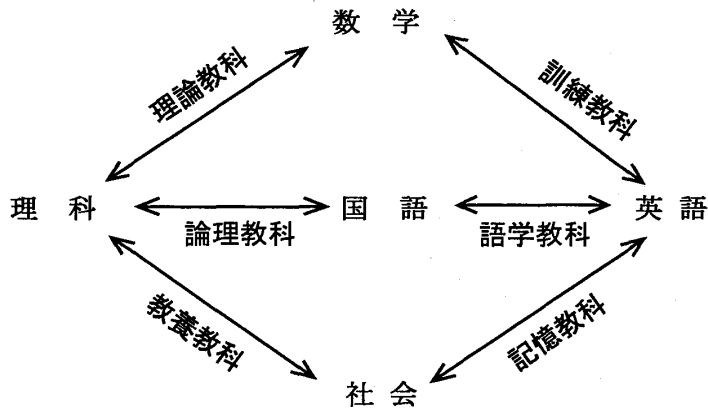 数学
理論教科
訓練教科
理科
国語
英語
論理教科
語学教科
教養教科
記憶教科
社会